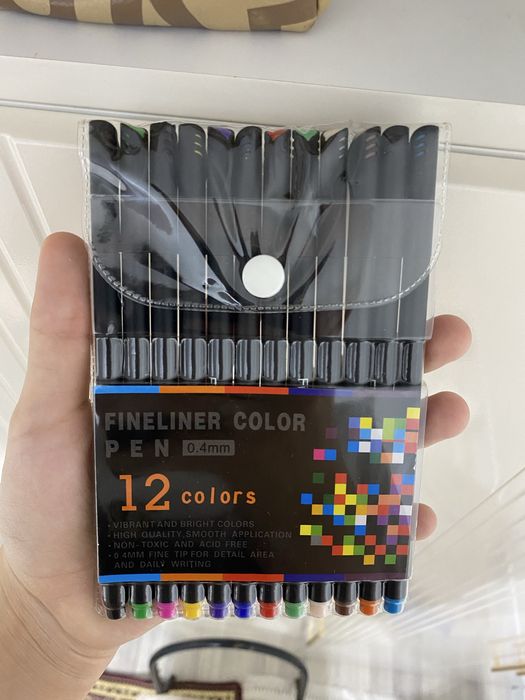 FINELINER COLOR
PEN 0.4mm
12 colors
· VIBRANT AND BRIGHT COLORS
· HIGH QUALITY, SMOOTH APPLICATION
· NON-TOXIC AND ACID FREE
· 0.4MM FINE TIP FOR DETAIL AREA
AND DAILY WRITING